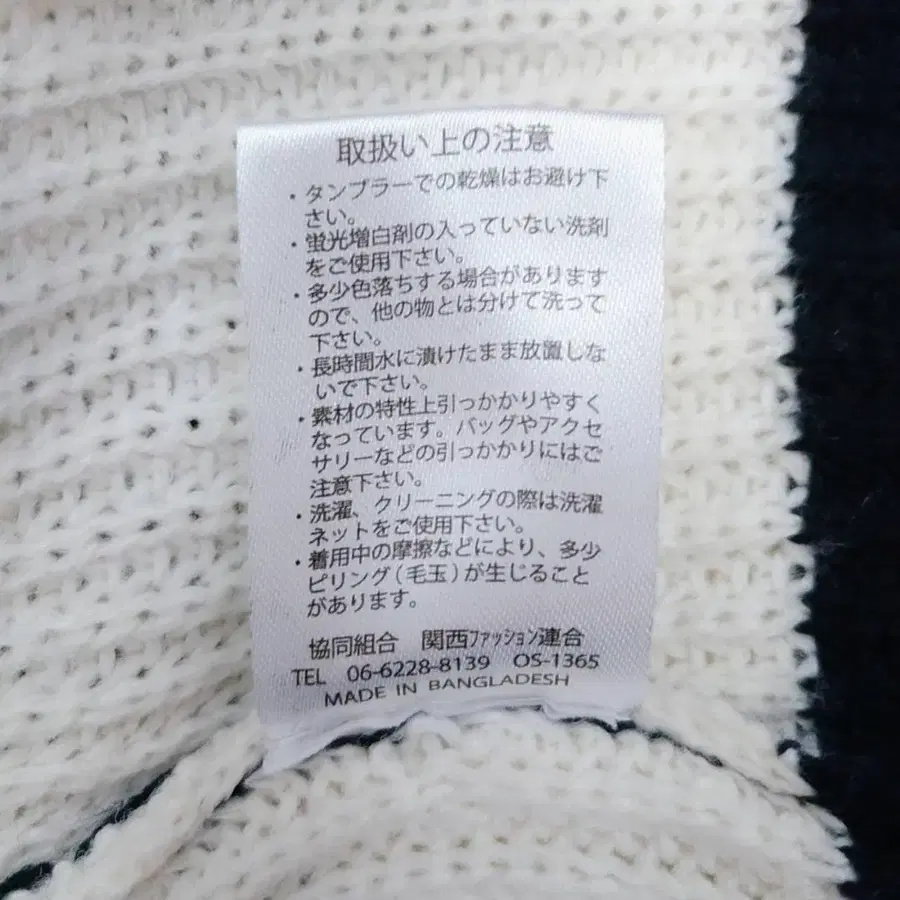 取扱い上の注意
・タンブラーでの乾燥はお避け下
さい。
・蛍光増白剤の入っていない洗剤
をご使用下さい。
・多少色落ちする場合があります
ので、他の物とは分けて洗って
下さい。
・長時間水に漬けたまま放置しな
いで下さい。
・素材の特性上引っかかりやすく
なっています。バッグやアクセ
サリーなどの引っかかりにはご
注意下さい。
・洗濯、クリーニングの際は洗濯
ネットをご使用下さい。
・着用中の摩擦などにより、多少
ピリング(毛玉)が生じること
があります。
協同組合 関西ファッション連合
TEL 06-6228-8139 OS-1365
MADE IN BANGLADESH